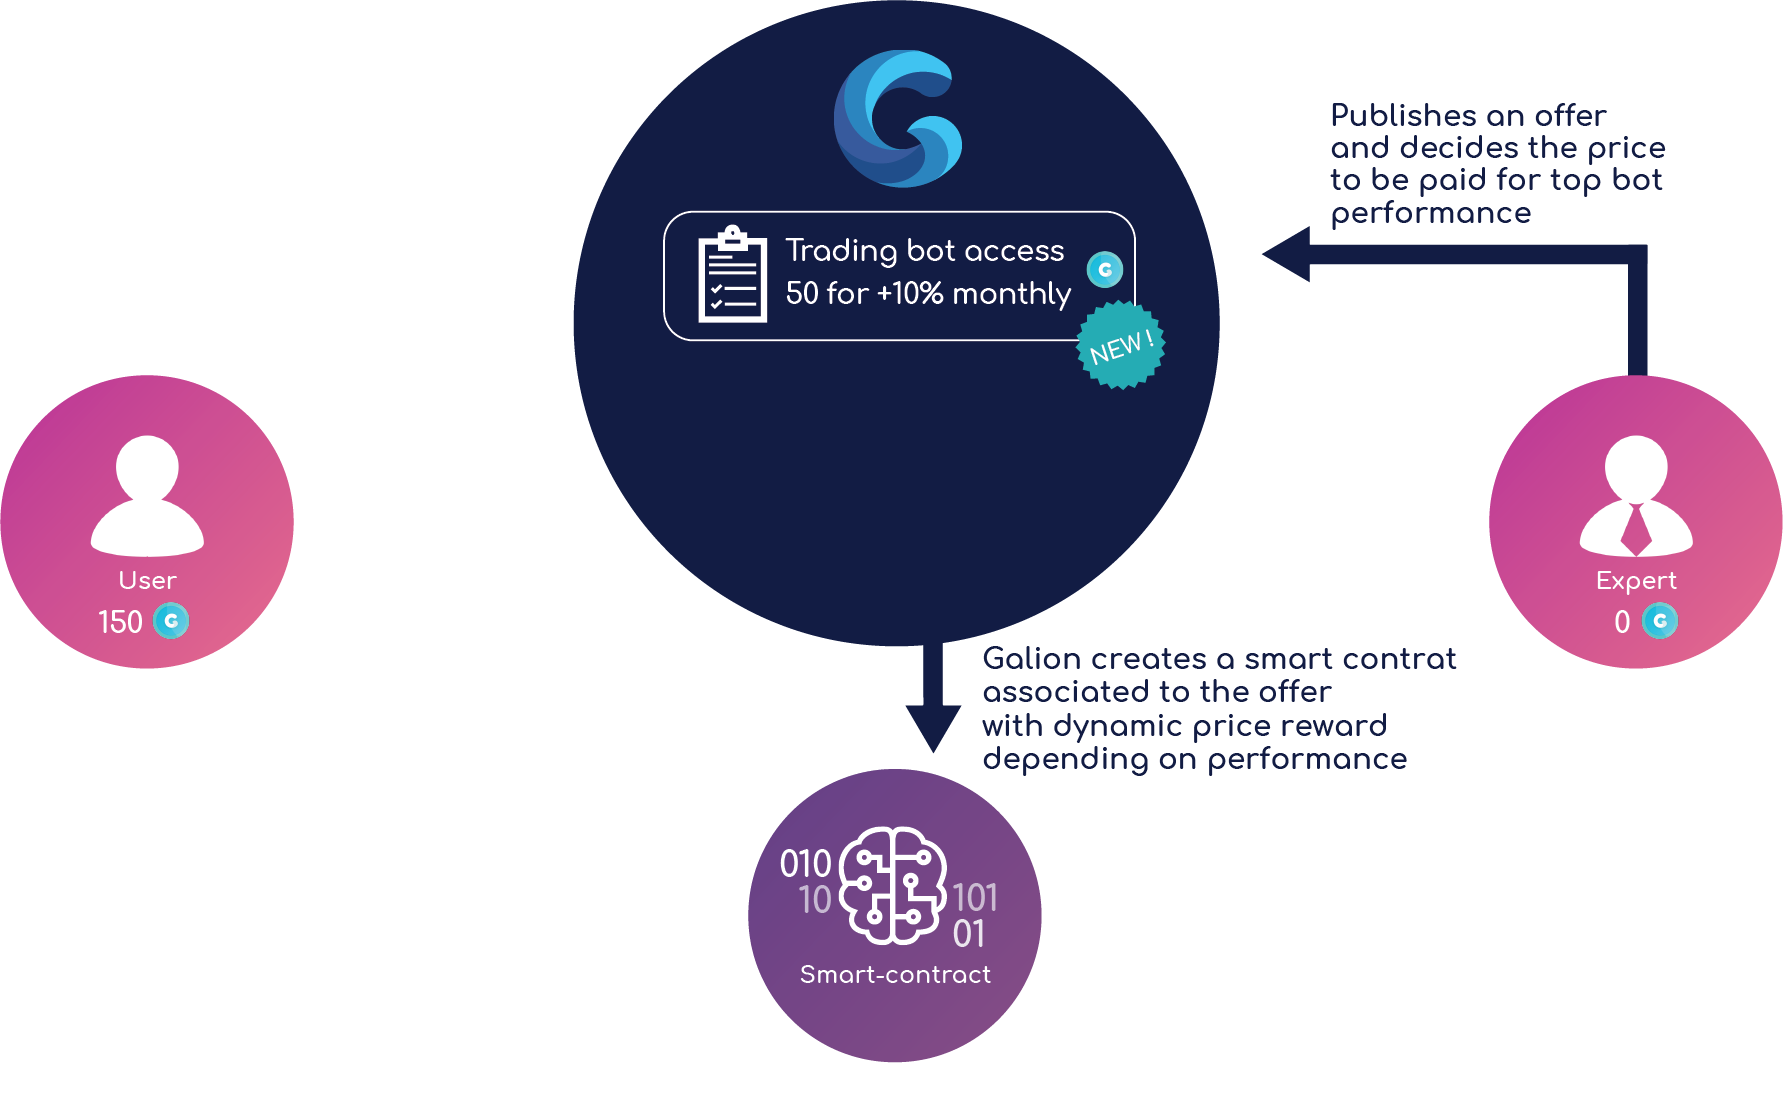 Publishes an offer
and decides the price
to be paid for top bot
performance
Trading bot access
50 for +10% monthly
G
NEW !
User
150 G
Expert
0 G
Galion creates a smart contrat
associated to the offer
with dynamic price reward
depending on performance
010
10
101
01
Smart-contract